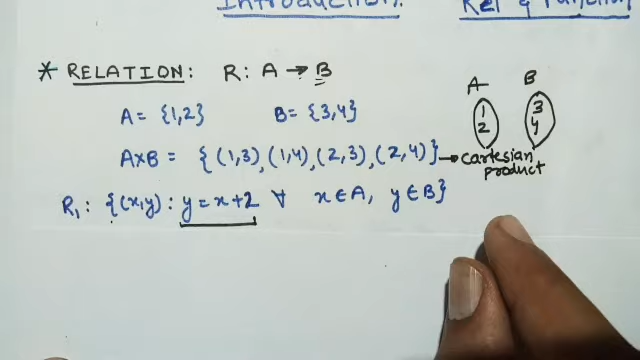 Introduction. Rel & Function
* RELATION: R: A → B
A B
A = {1,2} B = {3,4}
1 2
3 4
A×B = {(1,3), (1,4), (2,3), (2,4)} → cartesian product
R₁: {(x,y): y = x+2 ∀ x ∈ A, y ∈ B}